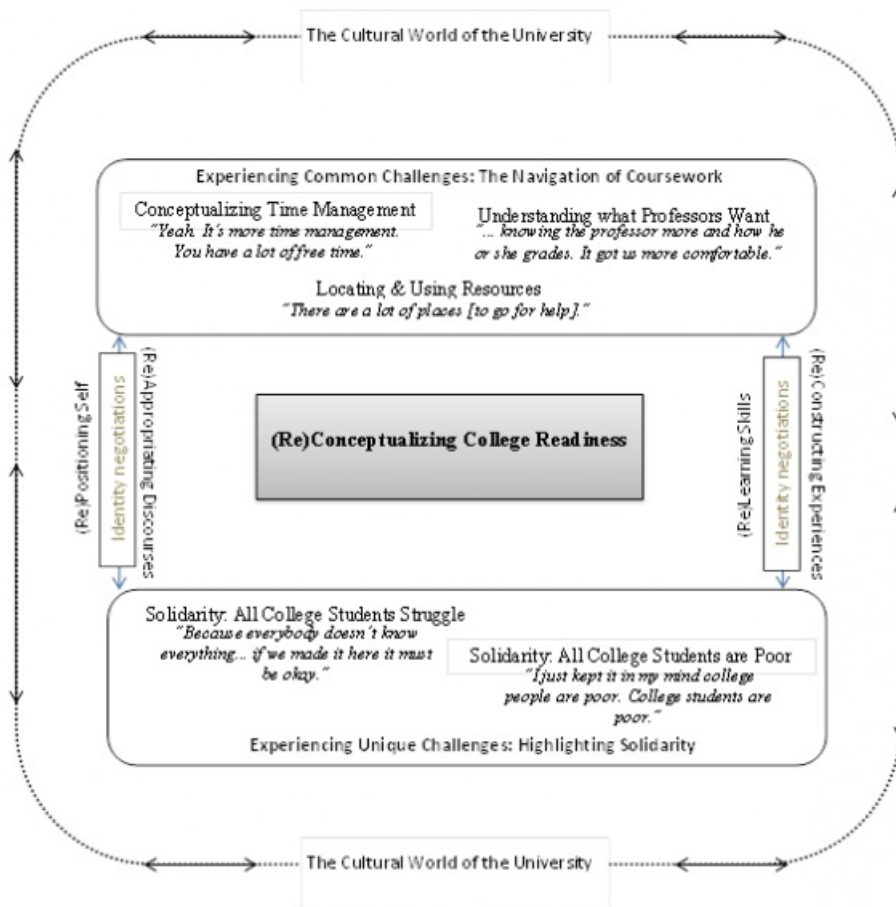 The Cultural World of the University
Experiencing Common Challenges: The Navigation of Coursework
Conceptualizing Time Management
"Yeah. It's more time management.
You have a lot of free time."
Understanding what Professors Want
"... knowing the professor more and how he
or she grades. It got us more comfortable."
Locating & Using Resources
"There are a lot of places [to go for help]."
(Re)Positioning Self
Identity negotiations
(Re)Appropriating Discourses
(Re)Conceptualizing College Readiness
(Re)Learning Skills
Identity negotiations
(Re)Constructing Experiences
Solidarity: All College Students Struggle
"Because everybody doesn't know
everything... if we made it here it must
be okay."
Solidarity: All College Students are Poor
"I just kept it in my mind college
people are poor. College students are
poor."
Experiencing Unique Challenges: Highlighting Solidarity
The Cultural World of the University